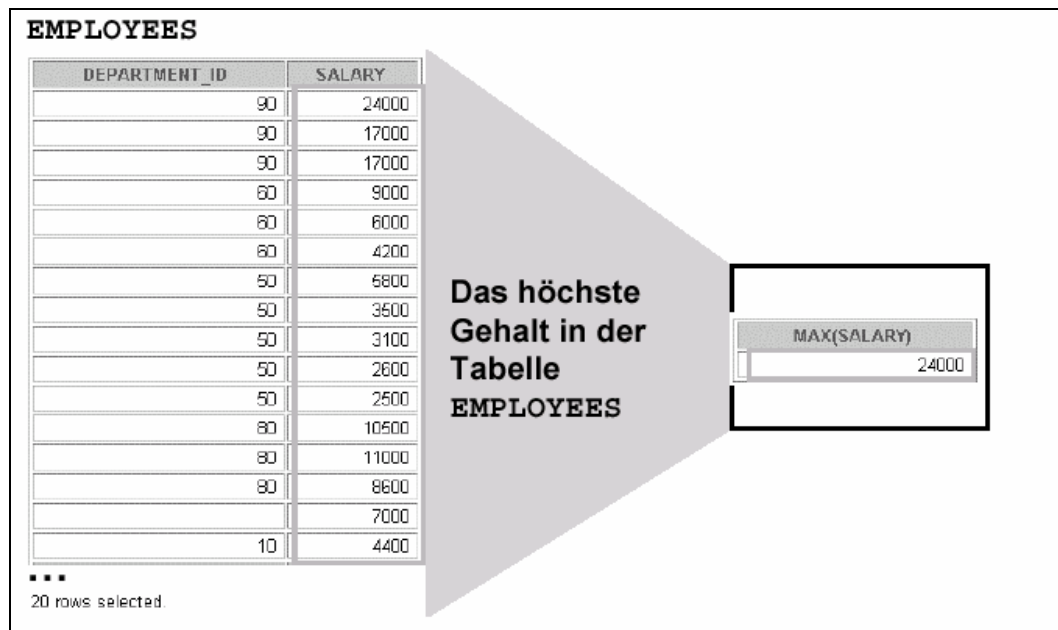 EMPLOYEES
DEPARTMENT_ID SALARY
90 24000
90 17000
90 17000
60 9000
60 6000
60 4200
50 5800
50 3500
50 3100
50 2600
50 2500
80 10500
80 11000
80 8600
7000
10 4400
...
20 rows selected.
Das höchste
Gehalt in der
Tabelle
EMPLOYEES
MAX(SALARY)
24000